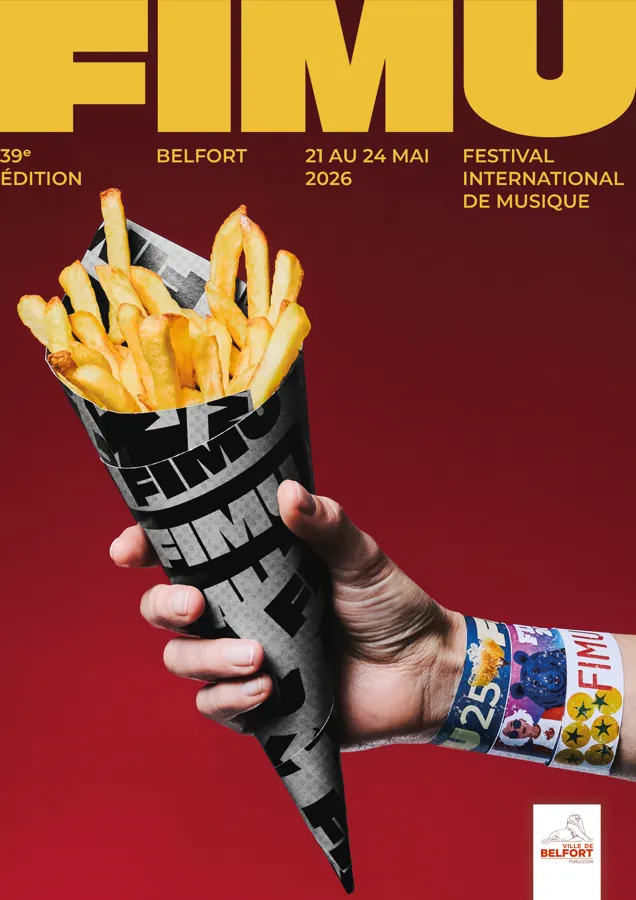 FIMU
39e
ÉDITION
BELFORT
21 AU 24 MAI
2026
FESTIVAL
INTERNATIONAL
DE MUSIQUE
FIMU
FIMU
U 25
FIMU
VILLE DE
BELFORT
FIMU.COM